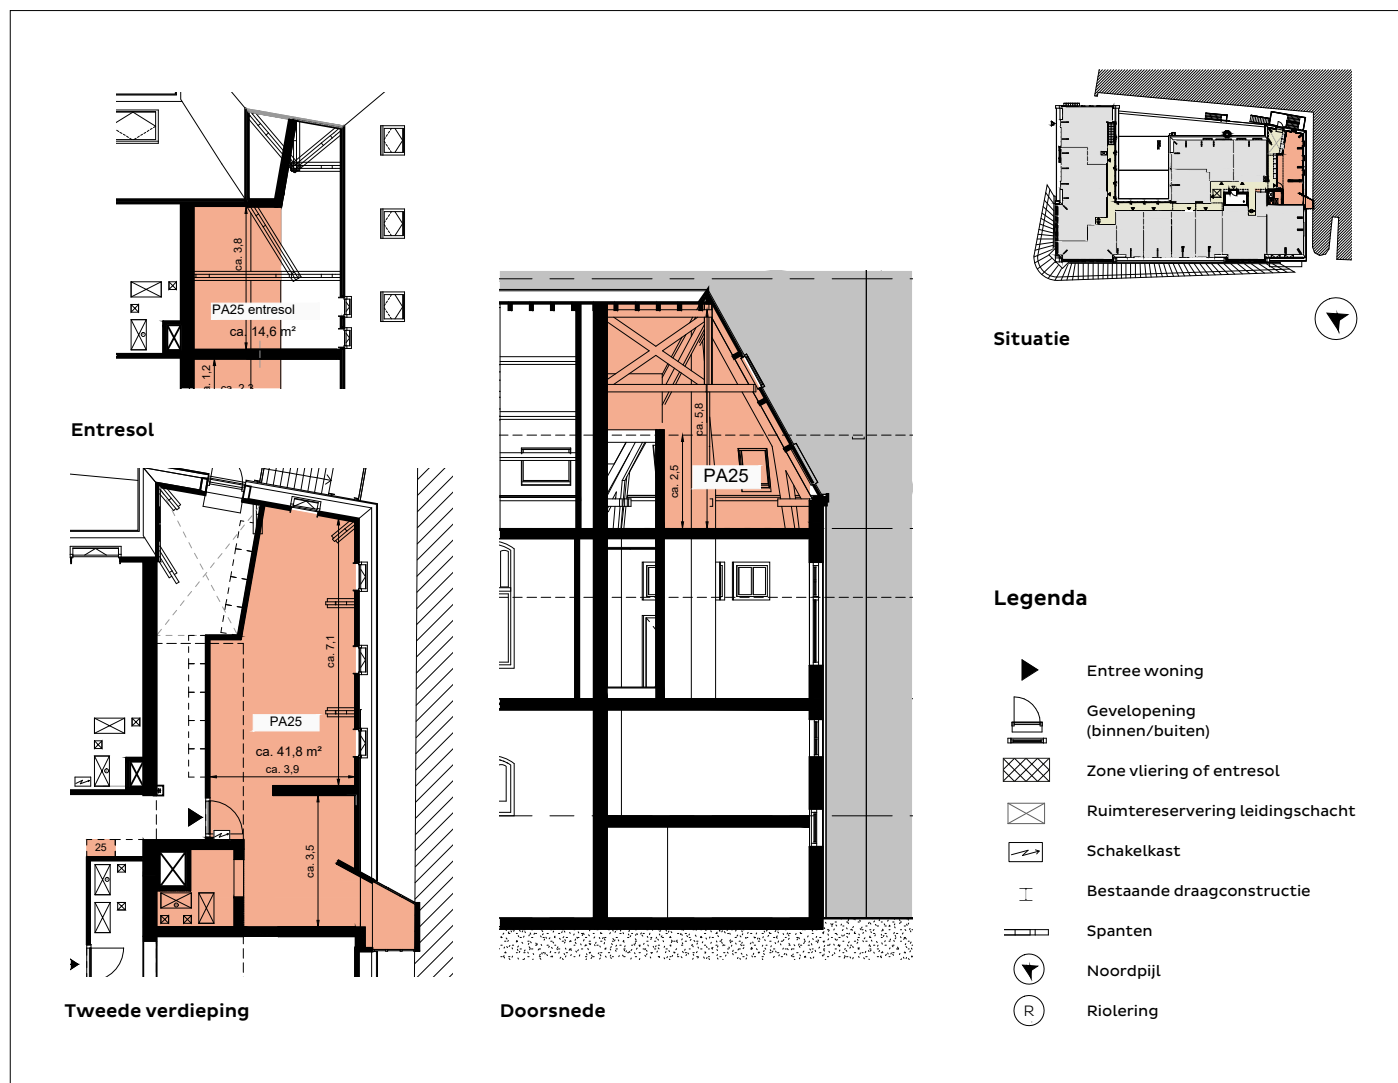 ca. 3,8
PA25 entresol
ca. 14,6 m²
ca. 1,2
ca. 2,3
Entresol
ca. 7,1
PA25
ca. 41,8 m²
ca. 3,9
ca. 3,5
25
Tweede verdieping
ca. 5,8
ca. 2,5
PA25
Doorsnede
Situatie
Legenda
Entree woning
Gevelopening
(binnen/buiten)
Zone vliering of entresol
Ruimtereservering leidingschacht
Schakelkast
Bestaande draagconstructie
Spanten
Noordpijl
R
Riolering